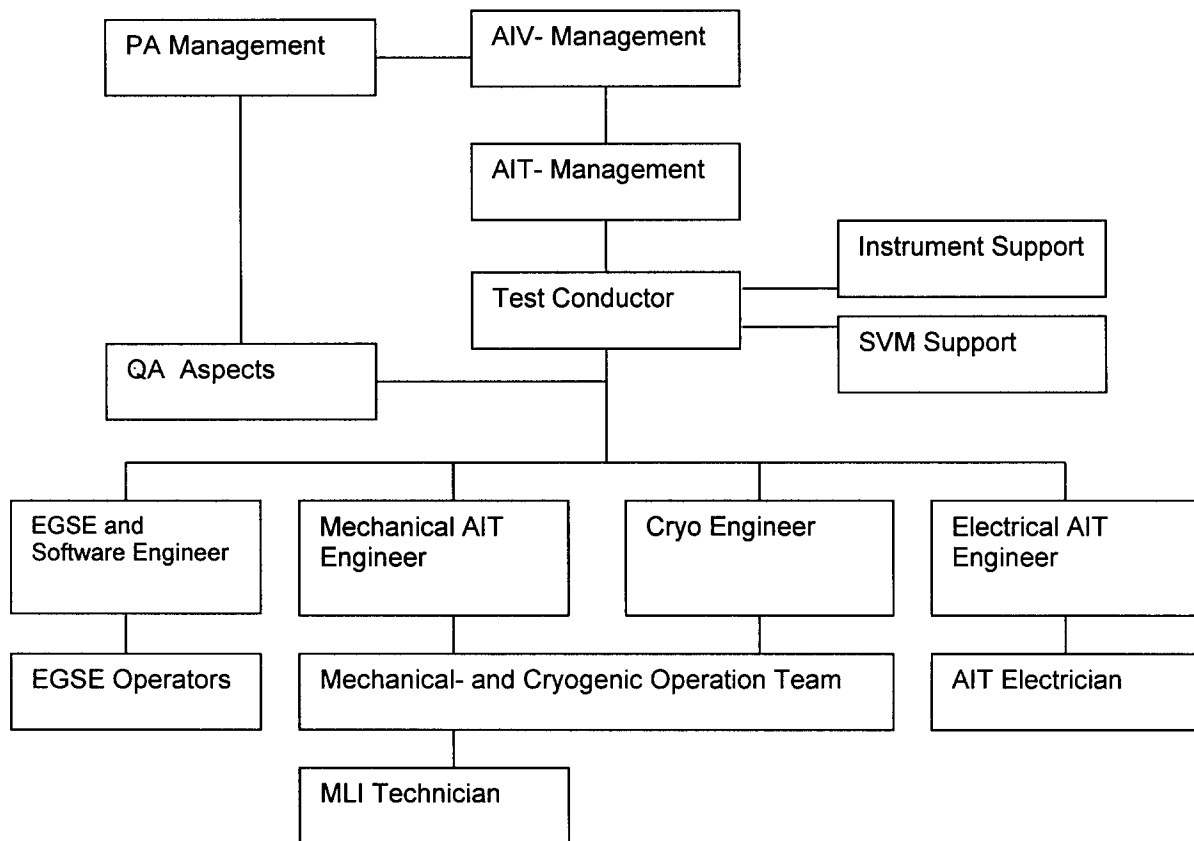 PA Management
AIV- Management
AIT- Management
Instrument Support
Test Conductor
SVM Support
QA Aspects
EGSE and
Software Engineer
Mechanical AIT
Engineer
Cryo Engineer
Electrical AIT
Engineer
EGSE Operators
Mechanical- and Cryogenic Operation Team
AIT Electrician
MLI Technician